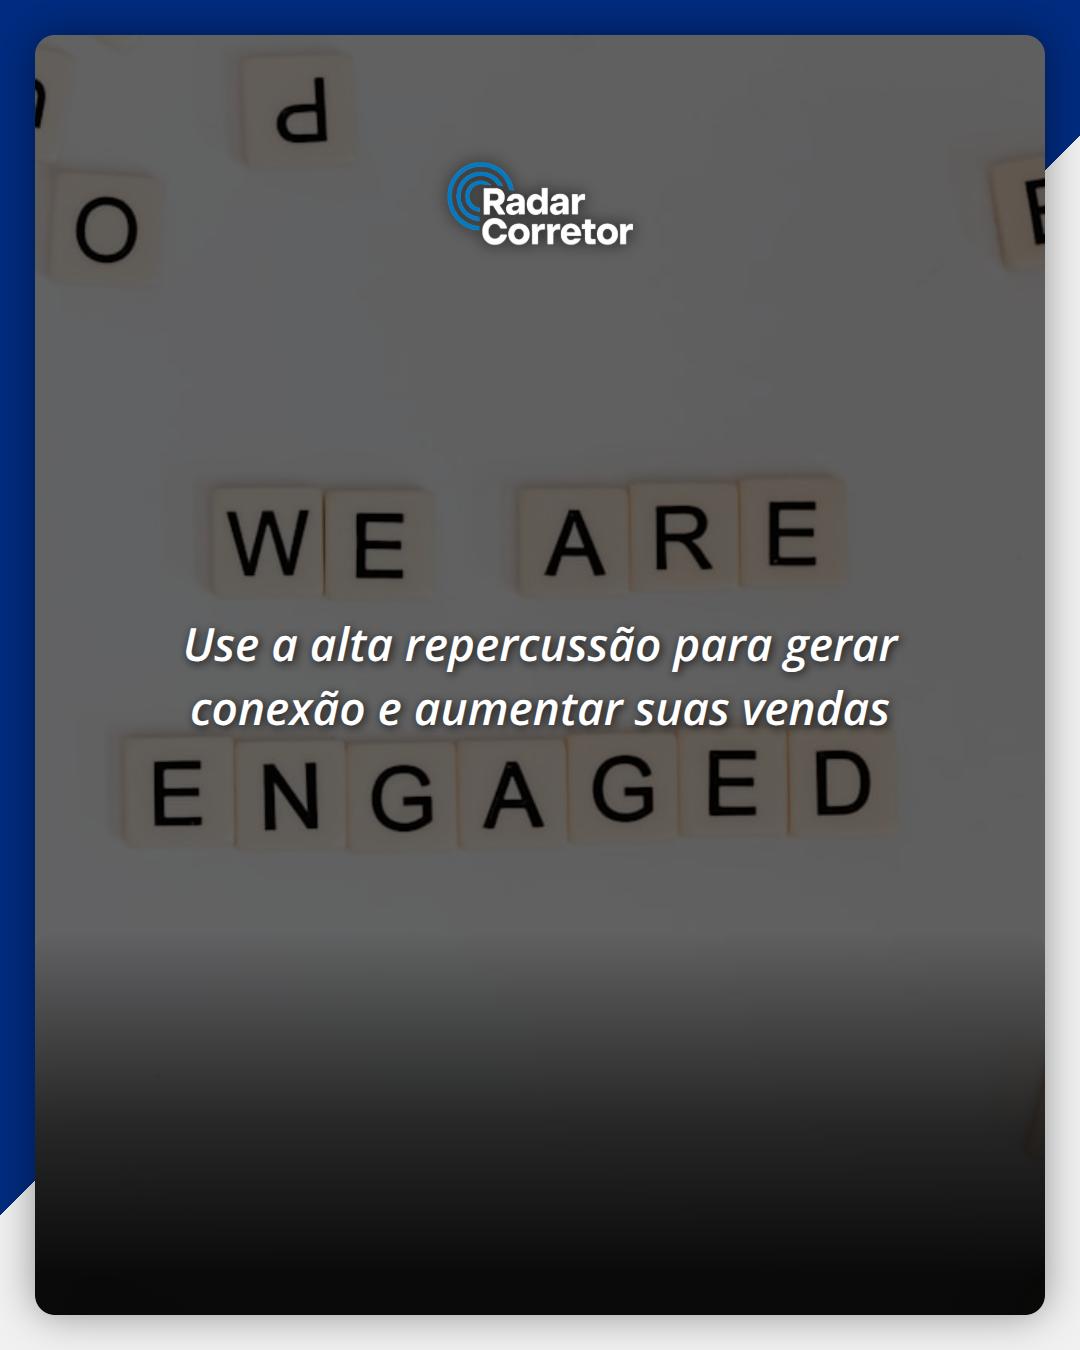 P
O
Radar
Corretor
E
WE ARE
Use a alta repercussão para gerar
conexão e aumentar suas vendas
ENGAGED